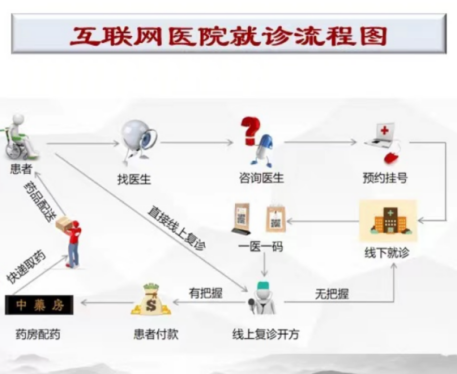 互联网医院就诊流程图
患者
找医生
咨询医生
预约挂号
药品配送
直接线上复诊
一医一码
线下就诊
快递取药
有把握
无把握
中藥房
药房配药
患者付款
线上复诊开方